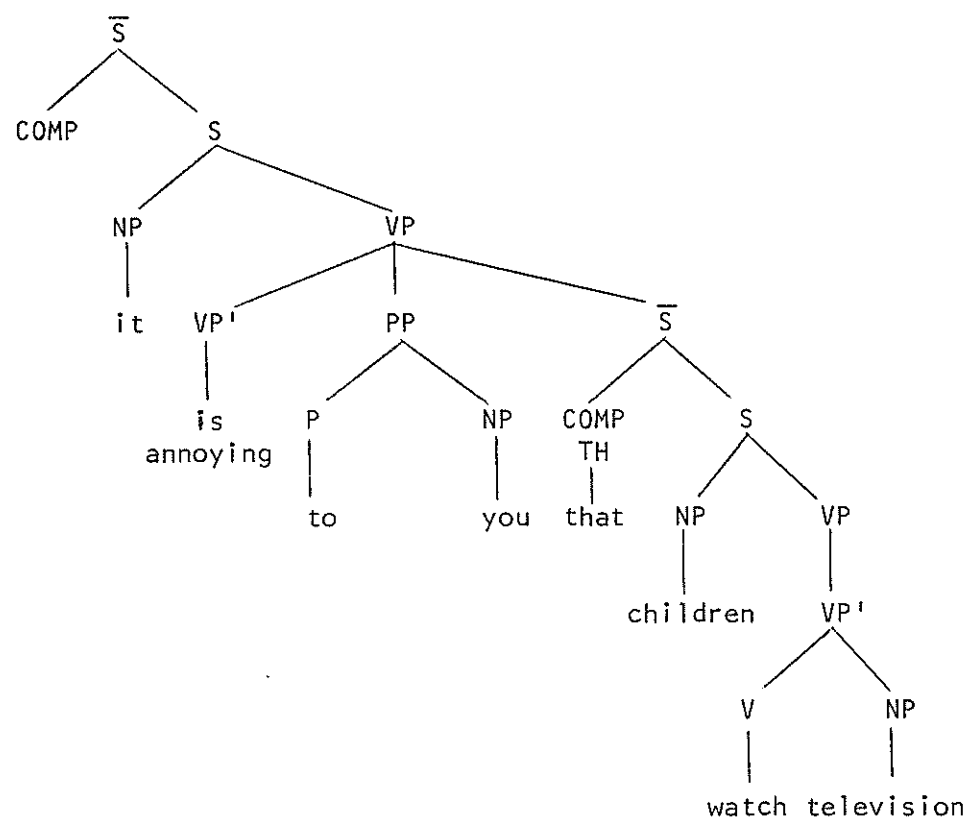 S̅
COMP S
NP VP
it VP' PP S̅
is P NP COMP S
annoying TH
to you that NP VP
children VP'
V NP
watch television